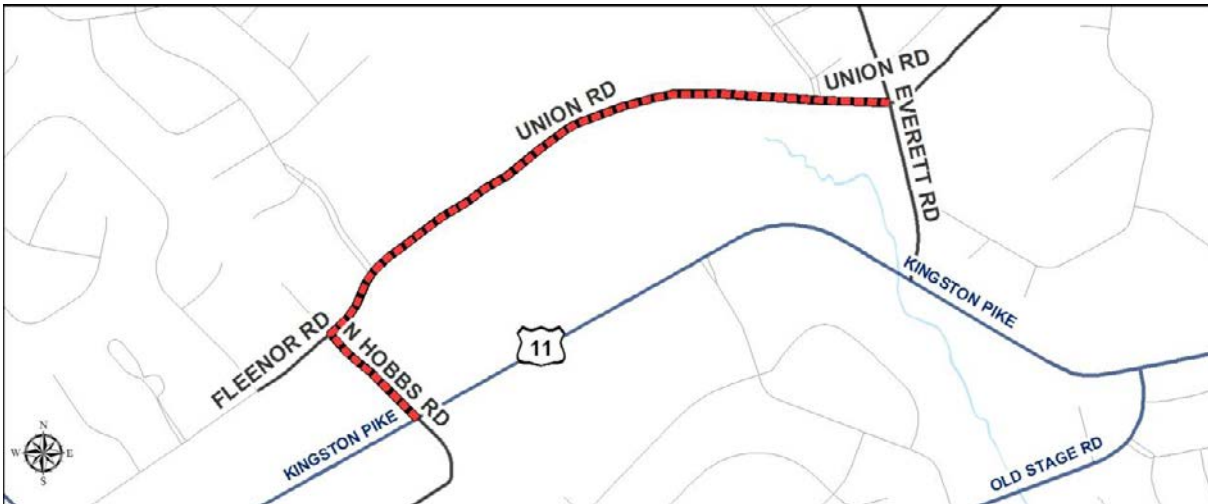 UNION RD
UNION RD
EVERETT RD
KINGSTON PIKE
11
N HOBBS RD
FLEENOR RD
KINGSTON PIKE
OLD STAGE RD
N
W E
S